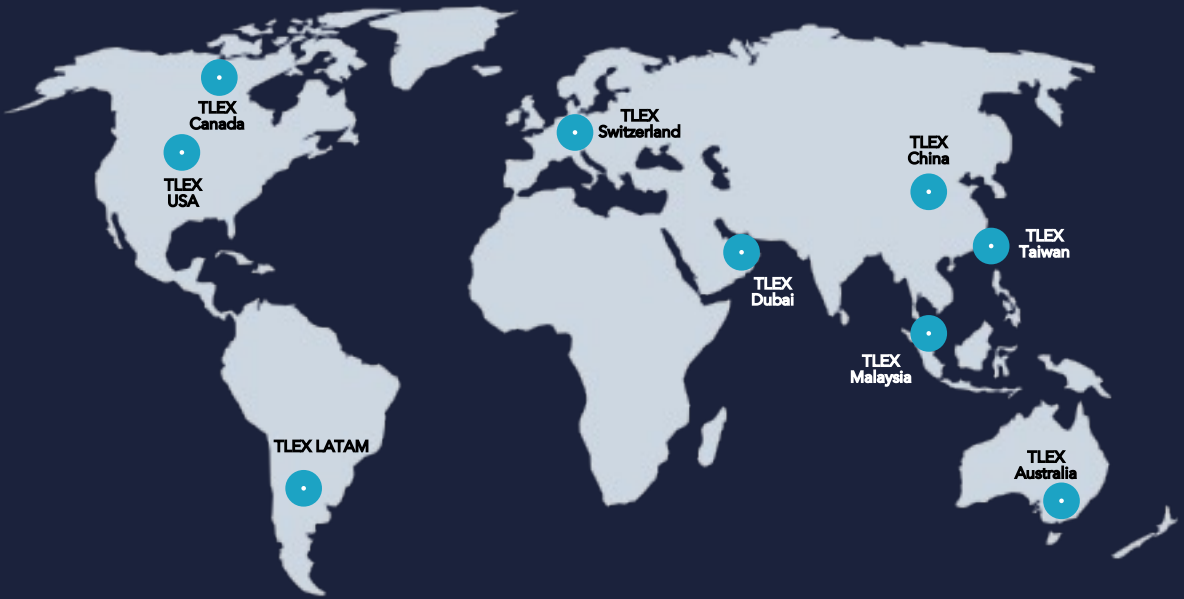 TLEX
Canada
TLEX
USA
TLEX
Switzerland
TLEX
China
TLEX
Taiwan
TLEX
Dubai
TLEX
Malaysia
TLEX LATAM
TLEX
Australia